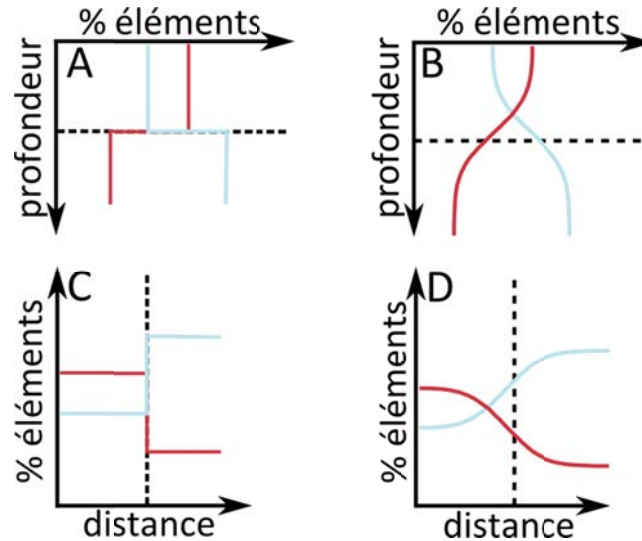 % éléments
A
profondeur
% éléments
B
profondeur
C
% éléments
distance
D
% éléments
distance